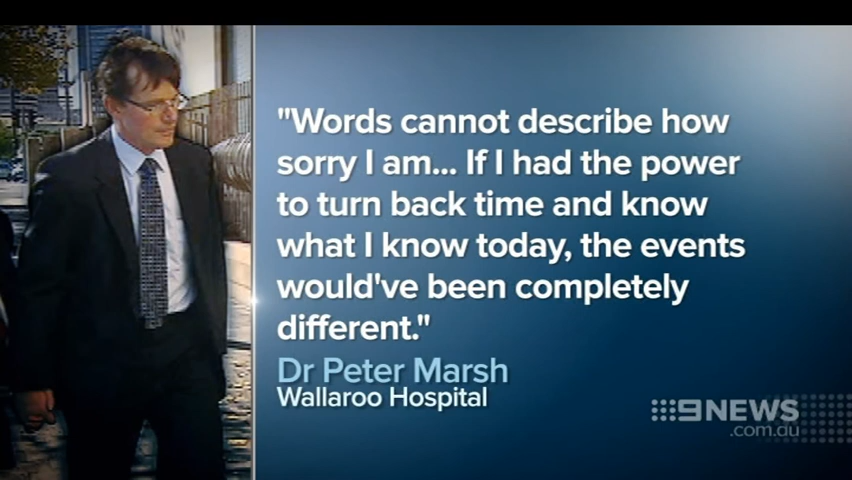 "Words cannot describe how
sorry I am... If I had the power
to turn back time and know
what I know today, the events
would've been completely
different."
Dr Peter Marsh
Wallaroo Hospital
9NEWS
.com.au